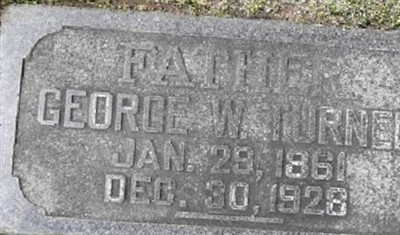 FATHER
GEORGE W. TURNER
JAN. 28, 1861
DEC. 30, 1928